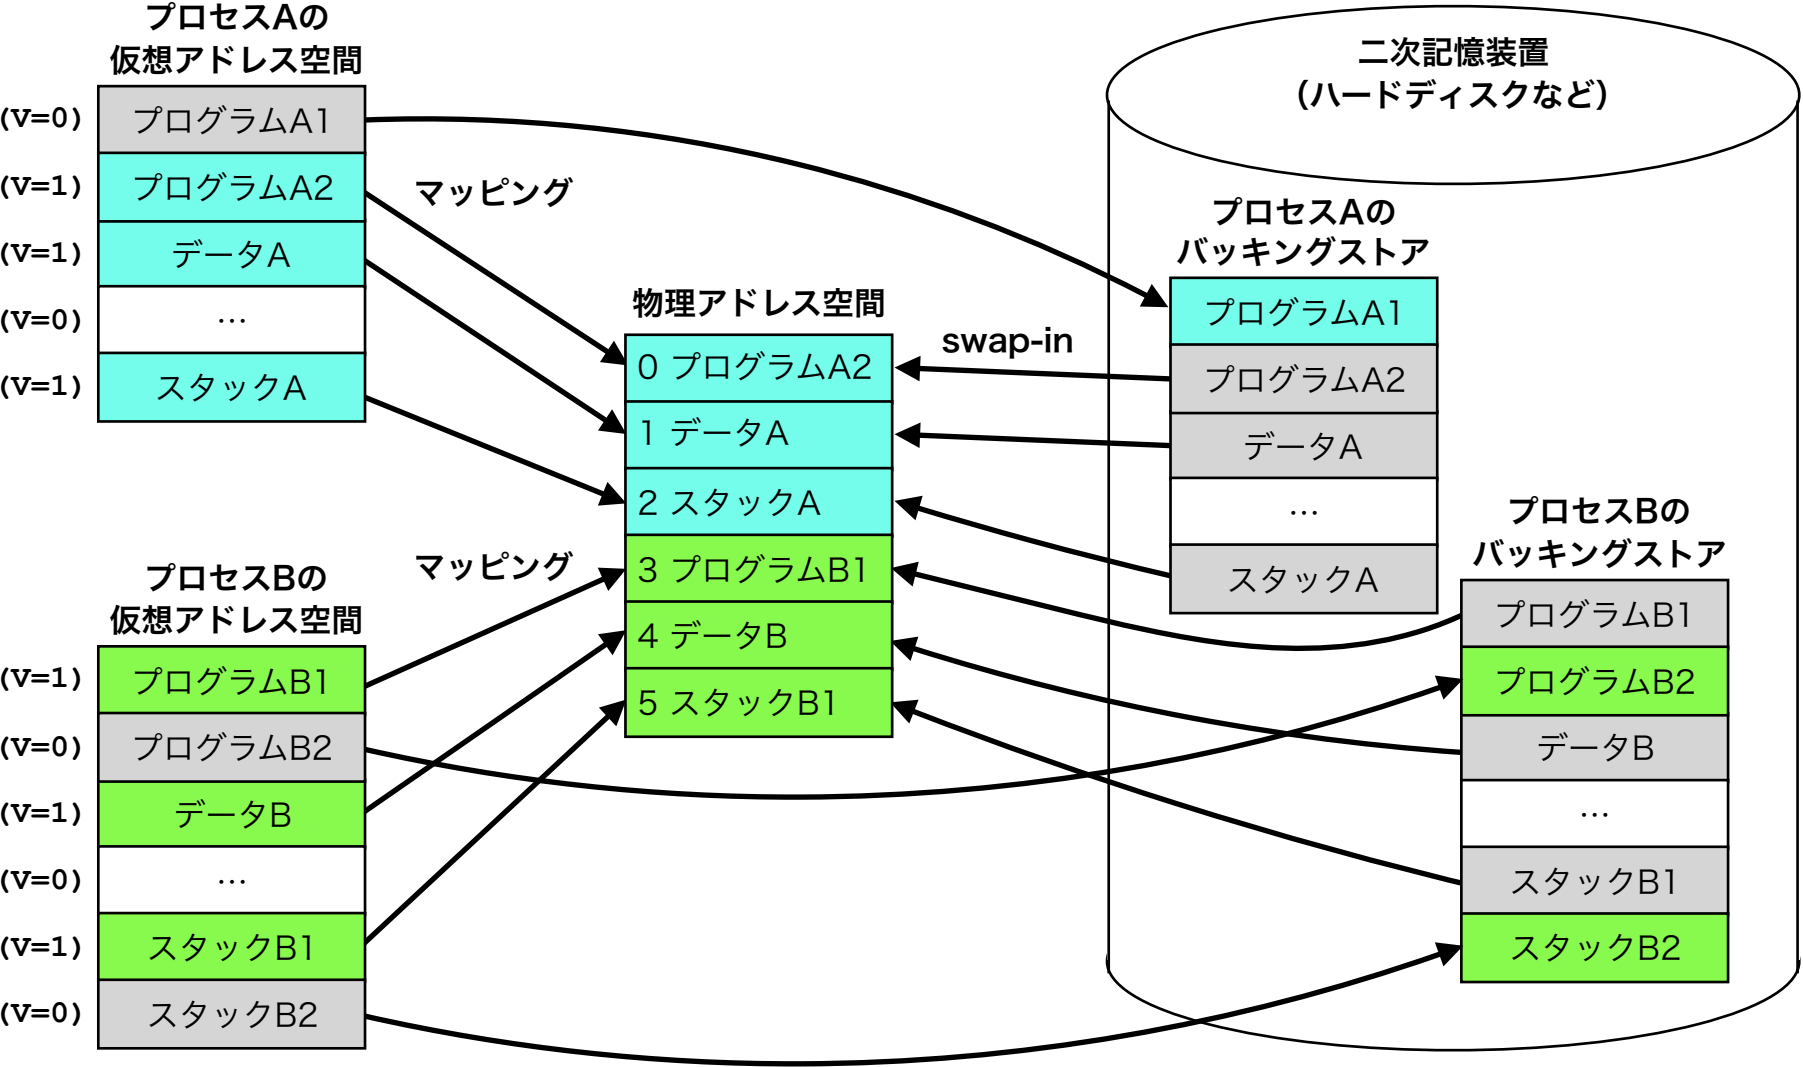 プロセスAの
仮想アドレス空間
(V=0)
プログラムA1
(V=1)
プログラムA2
(V=1)
データA
(V=0)
…
(V=1)
スタックA
マッピング
プロセスBの
仮想アドレス空間
(V=1)
プログラムB1
(V=0)
プログラムB2
(V=1)
データB
(V=0)
…
(V=1)
スタックB1
(V=0)
スタックB2
マッピング
物理アドレス空間
0 プログラムA2
1 データA
2 スタックA
3 プログラムB1
4 データB
5 スタックB1
swap-in
二次記憶装置
(ハードディスクなど)
プロセスAの
バッキングストア
プログラムA1
プログラムA2
データA
…
スタックA
プロセスBの
バッキングストア
プログラムB1
プログラムB2
データB
…
スタックB1
スタックB2